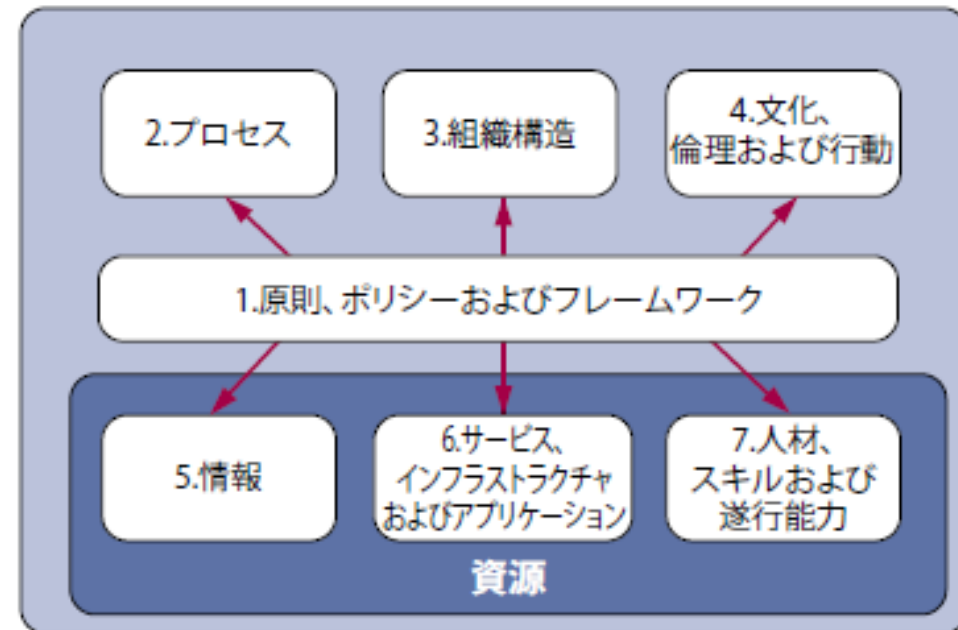 2.プロセス
3.組織構造
4.文化、
倫理および行動
1.原則、ポリシーおよびフレームワーク
5.情報
6.サービス、
インフラストラクチャ
およびアプリケーション
7.人材、
スキルおよび
遂行能力
資源